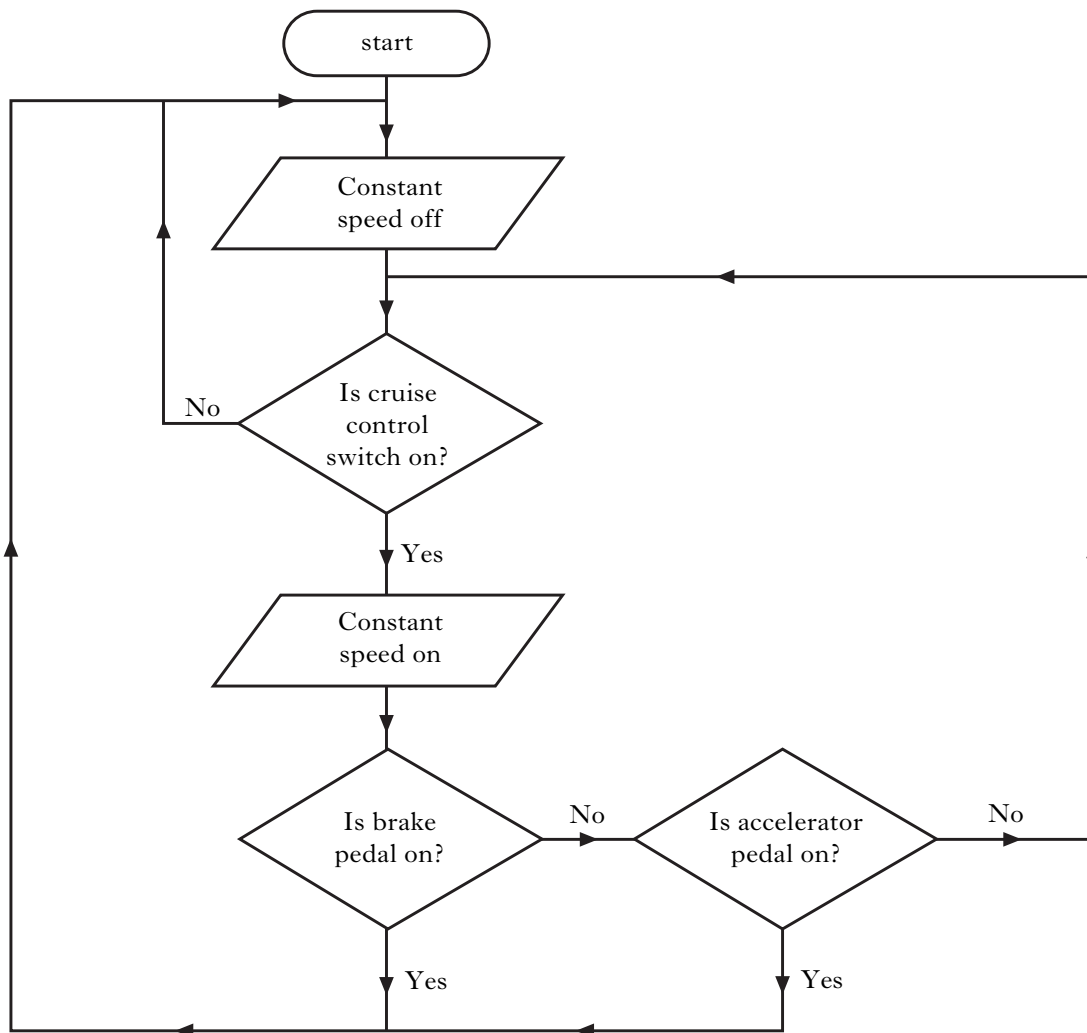 start
Constant
speed off
Is cruise
control
switch on?
No
Yes
Constant
speed on
Is brake
pedal on?
No
Is accelerator
pedal on?
No
Yes
Yes